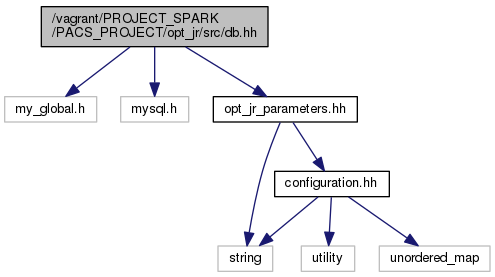 /vagrant/PROJECT_SPARK
/PACS_PROJECT/opt_jr/src/db.hh
my_global.h
mysql.h
opt_jr_parameters.hh
configuration.hh
string
utility
unordered_map